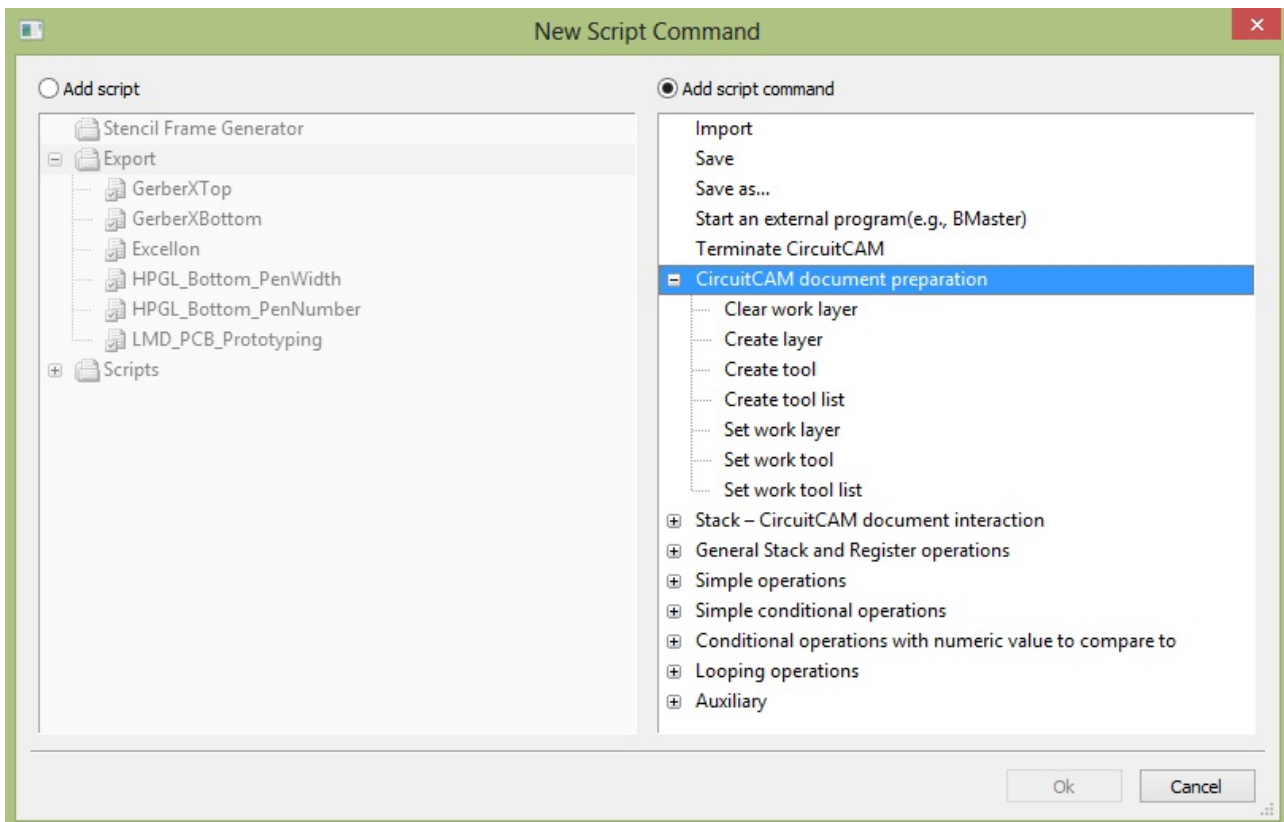 New Script Command
Add script
Stencil Frame Generator
Export
GerberXTop
GerberXBottom
Excellon
HPGL_Bottom_PenWidth
HPGL_Bottom_PenNumber
LMD_PCB_Prototyping
Scripts
Add script command
Import
Save
Save as...
Start an external program(e.g., BMaster)
Terminate CircuitCAM
CircuitCAM document preparation
Clear work layer
Create layer
Create tool
Create tool list
Set work layer
Set work tool
Set work tool list
Stack – CircuitCAM document interaction
General Stack and Register operations
Simple operations
Simple conditional operations
Conditional operations with numeric value to compare to
Looping operations
Auxiliary
Ok
Cancel